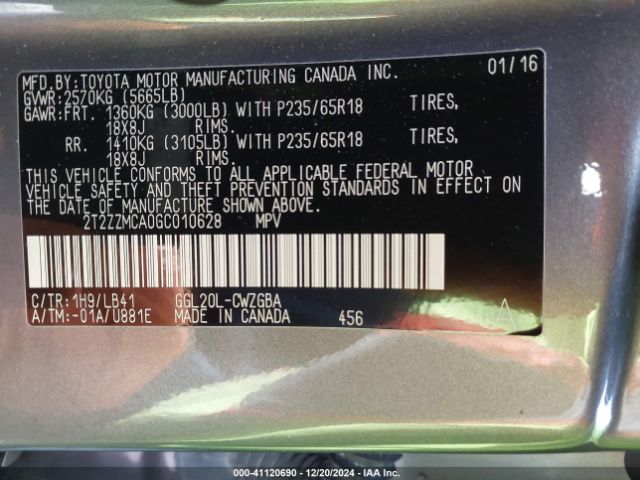 MFD.BY:TOYOTA MOTOR MANUFACTURING CANADA INC. 01/16
GVWR:2570KG (5665LB)
GAWR:FRT. 1360KG (3000LB) WITH P235/65R18 TIRES,
18X8J RIMS.
RR. 1410KG (3105LB) WITH P235/65R18 TIRES,
18X8J RIMS.
THIS VEHICLE CONFORMS TO ALL APPLICABLE FEDERAL MOTOR
VEHICLE SAFETY AND THEFT PREVENTION STANDARDS IN EFFECT ON
THE DATE OF MANUFACTURE SHOWN ABOVE.
2T2ZZMCA0GC010628 MPV
C/TR:1H9/LB41 GGL20L-CWZGBA
A/TM:-01A/U881E MADE IN CANADA 456 A
000-41120690 - 12/20/2024 - IAA Inc.